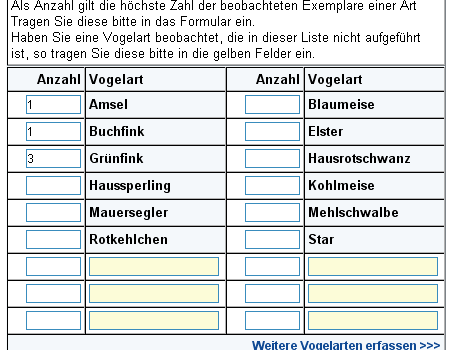 Als Anzahl gilt die höchste Zahl der beobachteten Exemplare einer Art
Tragen Sie diese bitte in das Formular ein.
Haben Sie eine Vogelart beobachtet, die in dieser Liste nicht aufgeführt
ist, so tragen Sie diese bitte in die gelben Felder ein.
Anzahl Vogelart Anzahl Vogelart
1 Amsel Blaumeise
1 Buchfink Elster
3 Grünfink Hausrotschwanz
Haussperling Kohlmeise
Mauersegler Mehlschwalbe
Rotkehlchen Star
Weitere Vogelarten erfassen >>>